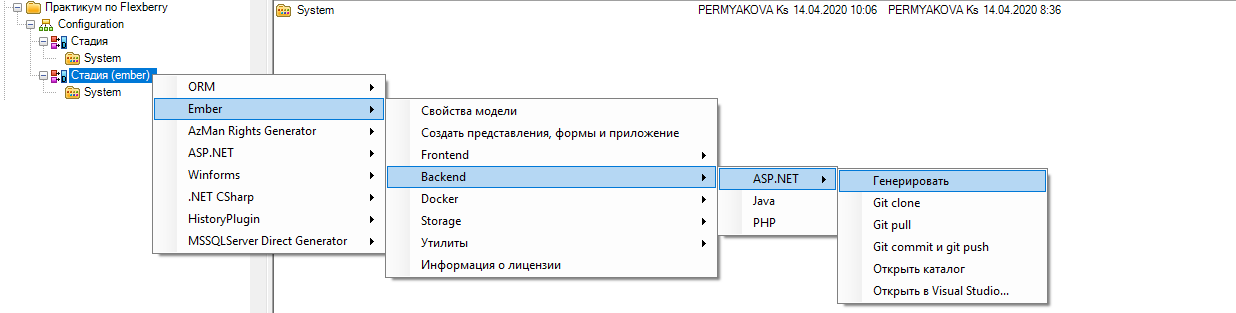 Практикум по Flexberry
Configuration
Стадия
System
Стадия (ember)
System
System PERMYAKOVA Ks 14.04.2020 10:06 PERMYAKOVA Ks 14.04.2020 8:36
ORM
Ember
AzMan Rights Generator
ASP.NET
Winforms
.NET CSharp
HistoryPlugin
MSSQLServer Direct Generator
Свойства модели
Создать представления, формы и приложение
Frontend
Backend
Docker
Storage
Утилиты
Информация о лицензии
ASP.NET
Java
PHP
Генерировать
Git clone
Git pull
Git commit и git push
Открыть каталог
Открыть в Visual Studio...